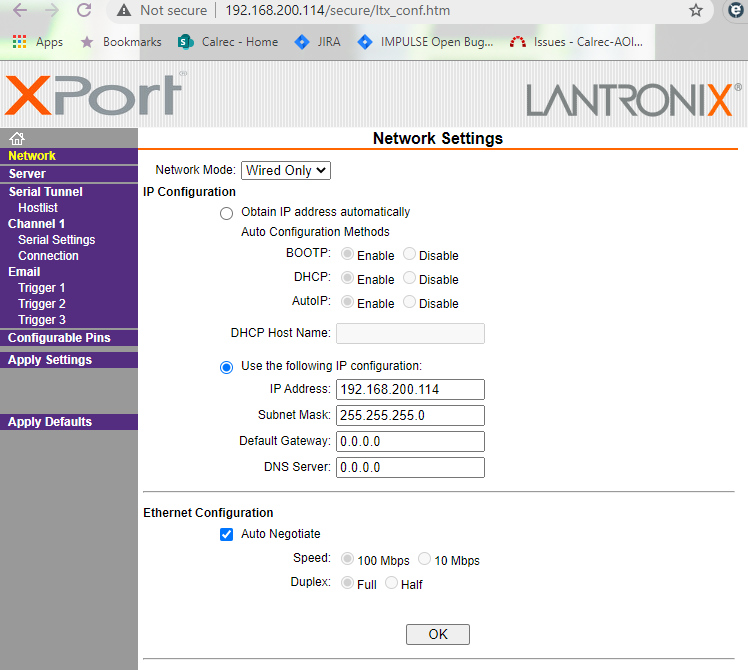 Not secure 192.168.200.114/secure/ltx_conf.htm
Apps Bookmarks Calrec - Home JIRA IMPULSE Open Bug... Issues - Calrec-AOI...
XPort® LANTRONIX®
Network Settings
Network
Server
Serial Tunnel
Hostlist
Channel 1
Serial Settings
Connection
Email
Trigger 1
Trigger 2
Trigger 3
Configurable Pins
Apply Settings
Apply Defaults
Network Mode: Wired Only
IP Configuration
Obtain IP address automatically
Auto Configuration Methods
BOOTP: Enable Disable
DHCP: Enable Disable
AutoIP: Enable Disable
DHCP Host Name:
Use the following IP configuration:
IP Address: 192.168.200.114
Subnet Mask: 255.255.255.0
Default Gateway: 0.0.0.0
DNS Server: 0.0.0.0
Ethernet Configuration
Auto Negotiate
Speed: 100 Mbps 10 Mbps
Duplex: Full Half
OK